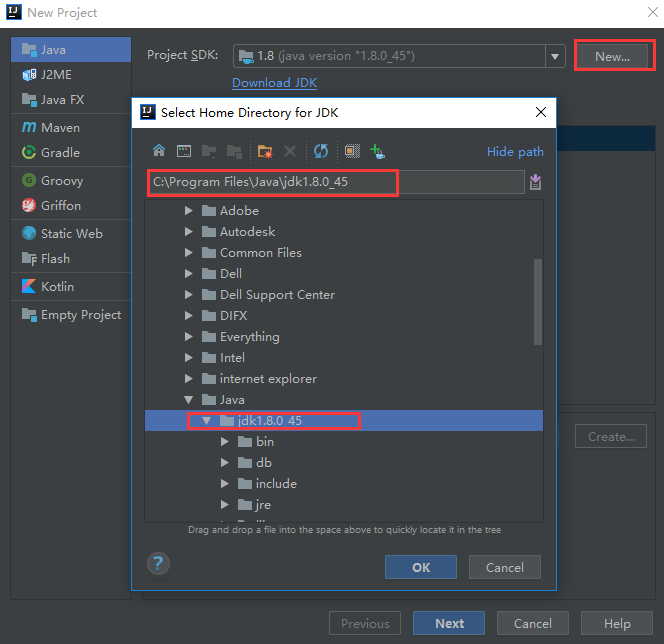 New Project
Java
J2ME
Java FX
Maven
Gradle
Groovy
Griffon
Static Web
Flash
Kotlin
Empty Project
Project SDK: 1.8 (java version "1.8.0_45") New...
Download JDK
Select Home Directory for JDK
Hide path
C:\Program Files\Java\jdk1.8.0_45
Adobe
Autodesk
Common Files
Dell
Dell Support Center
DIFX
Everything
Intel
internet explorer
Java
jdk1.8.0_45
bin
db
include
jre
Drag and drop a file into the space above to quickly locate it in the tree
? OK Cancel
Create...
Previous Next Cancel Help